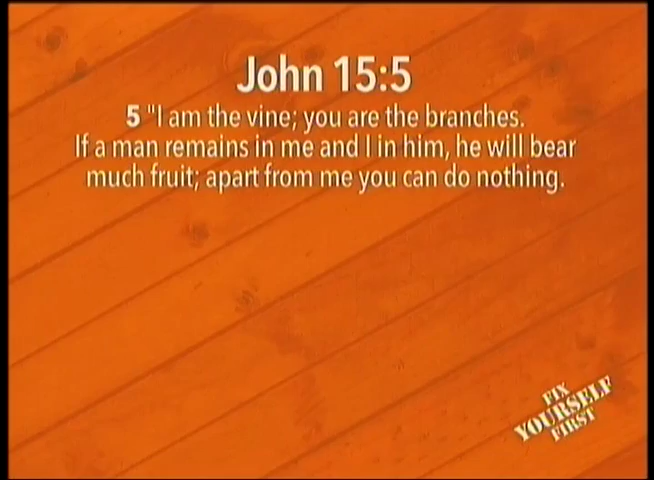 John 15:5
5 "I am the vine; you are the branches.
If a man remains in me and I in him, he will bear
much fruit; apart from me you can do nothing.
FIX
YOURSELF
FIRST